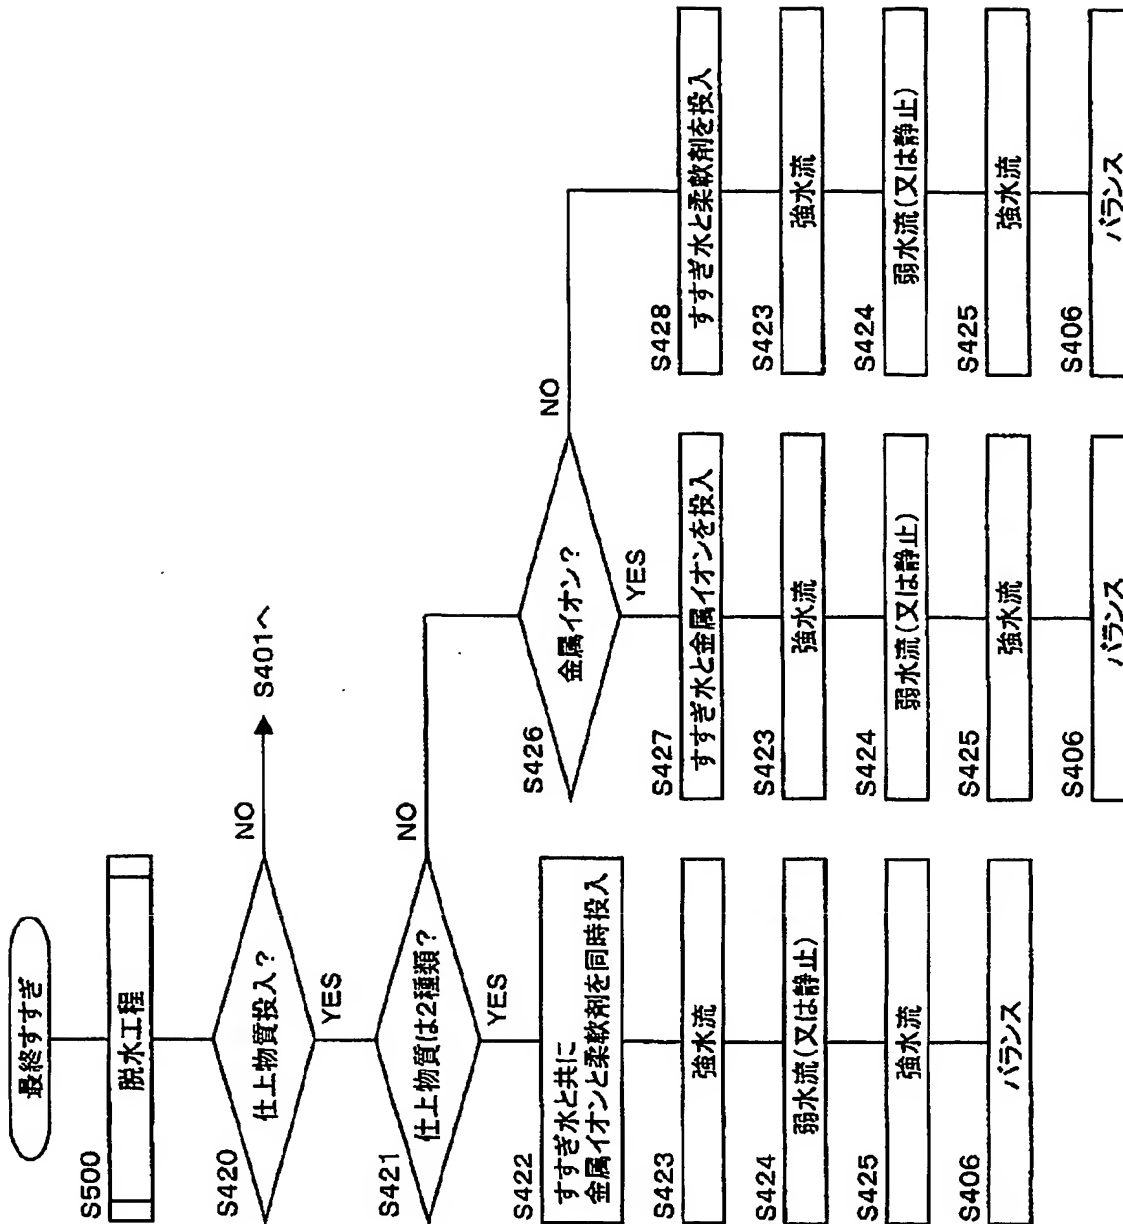 最終すすぎ
S500
脱水工程
S420
仕上物質投入?
NO
S401へ
YES
S421
仕上物質は2種類?
NO
YES
S422
すすぎ水と共に
金属イオンと柔軟剤を同時投入
S423
強水流
S424
弱水流(又は静止)
S425
強水流
S406
バランス
S426
金属イオン?
NO
YES
S427
すすぎ水と金属イオンを投入
S423
強水流
S424
弱水流(又は静止)
S425
強水流
S406
バランス
S428
すすぎ水と柔軟剤を投入
S423
強水流
S424
弱水流(又は静止)
S425
強水流
S406
バランス